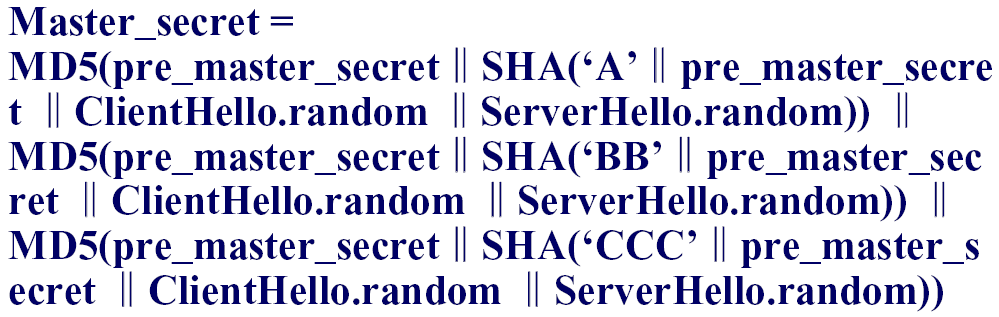 Master_secret =
MD5(pre_master_secret ‖ SHA(‘A’ ‖ pre_master_secre
t ‖ ClientHello.random ‖ ServerHello.random)) ‖
MD5(pre_master_secret ‖ SHA(‘BB’ ‖ pre_master_sec
ret ‖ ClientHello.random ‖ ServerHello.random)) ‖
MD5(pre_master_secret ‖ SHA(‘CCC’ ‖ pre_master_s
ecret ‖ ClientHello.random ‖ ServerHello.random))